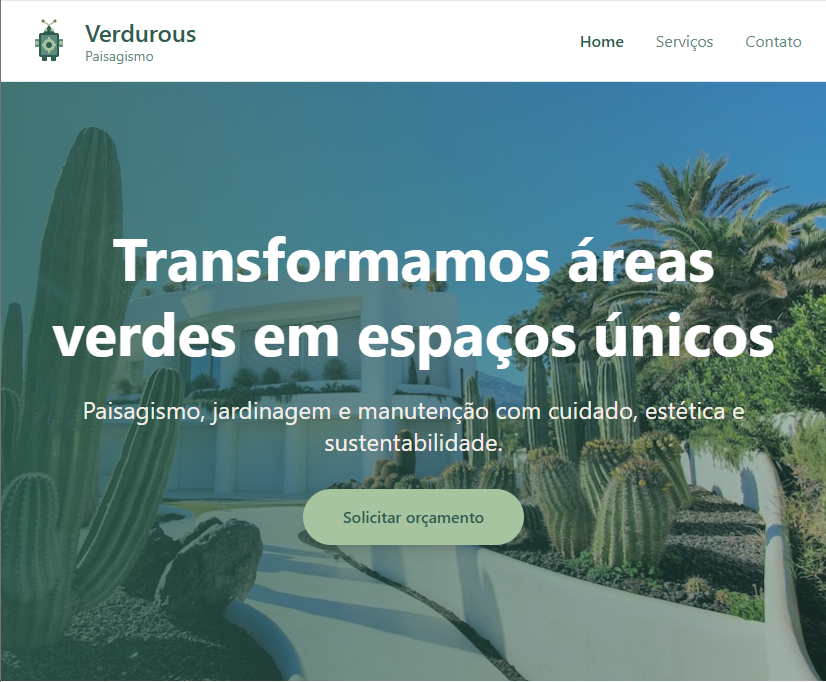 Verdurous
Paisagismo
Home Serviços Contato
Transformamos áreas
verdes em espaços únicos
Paisagismo, jardinagem e manutenção com cuidado, estética e
sustentabilidade.
Solicitar orçamento